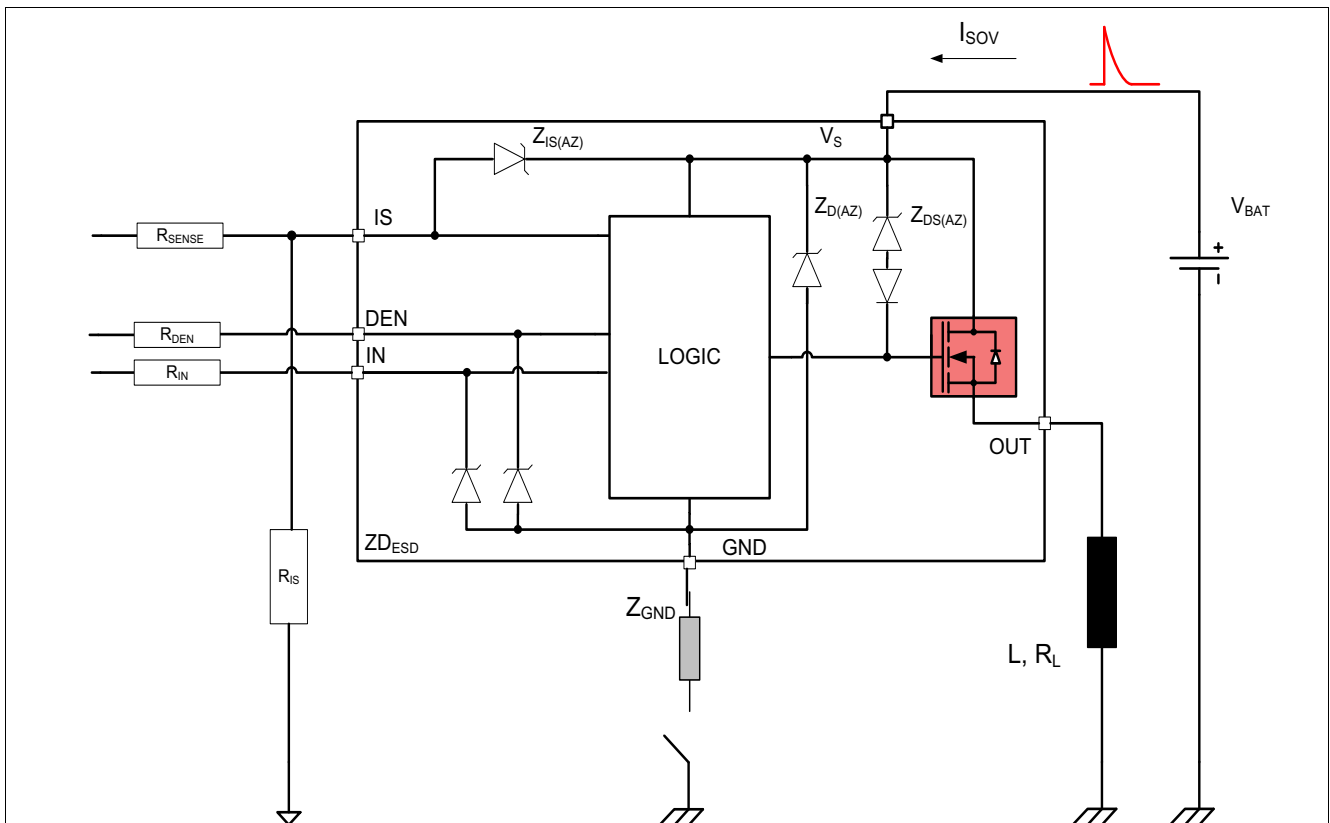 I_SOV
Z_IS(AZ)
V_S
IS
Z_D(AZ)
Z_DS(AZ)
V_BAT
R_SENSE
+
-
DEN
R_DEN
IN
LOGIC
R_IN
OUT
ZD_ESD
GND
R_IS
Z_GND
L, R_L